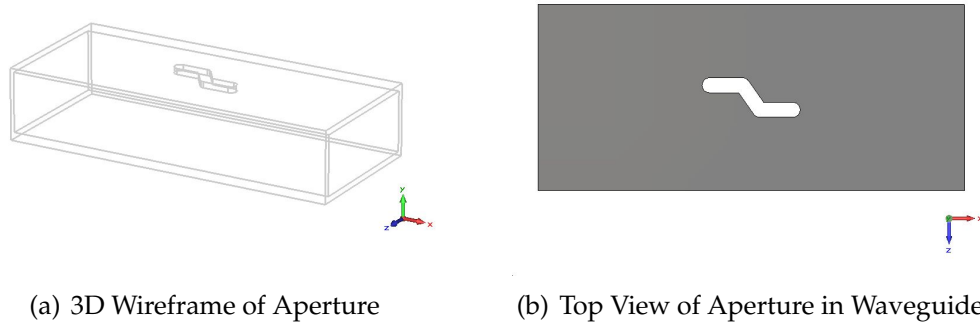 y
x
z
x
z
(a) 3D Wireframe of Aperture
(b) Top View of Aperture in Waveguide